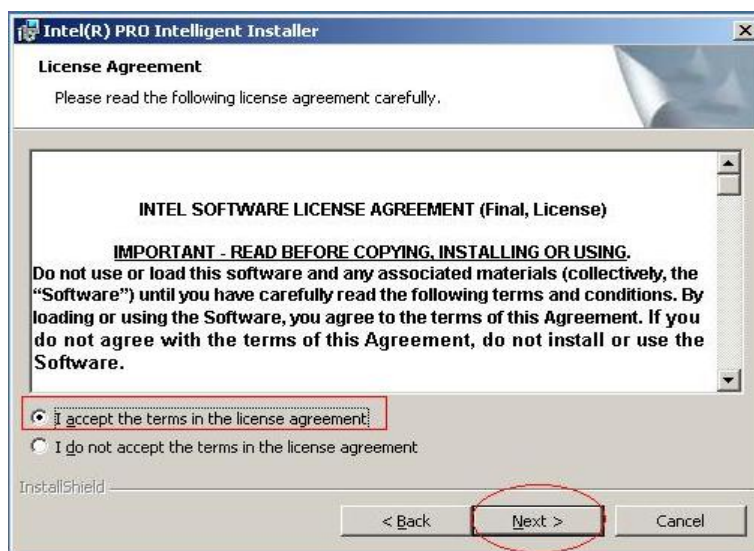 Intel(R) PRO Intelligent Installer
License Agreement
Please read the following license agreement carefully.
INTEL SOFTWARE LICENSE AGREEMENT (Final, License)
IMPORTANT - READ BEFORE COPYING, INSTALLING OR USING.
Do not use or load this software and any associated materials (collectively, the
“Software”) until you have carefully read the following terms and conditions. By
loading or using the Software, you agree to the terms of this Agreement. If you
do not agree with the terms of this Agreement, do not install or use the
Software.
I accept the terms in the license agreement
I do not accept the terms in the license agreement
InstallShield
< Back
Next >
Cancel